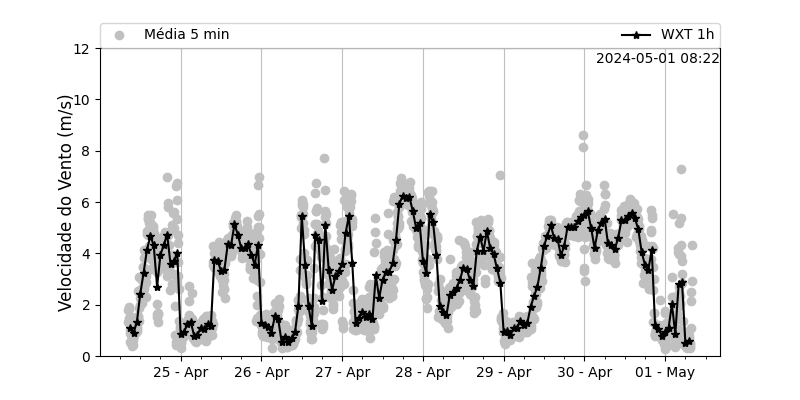 Média 5 min
WXT 1h
2024-05-01 08:22
Velocidade do Vento (m/s)
12
10
8
6
4
2
0
25 - Apr
26 - Apr
27 - Apr
28 - Apr
29 - Apr
30 - Apr
01 - May